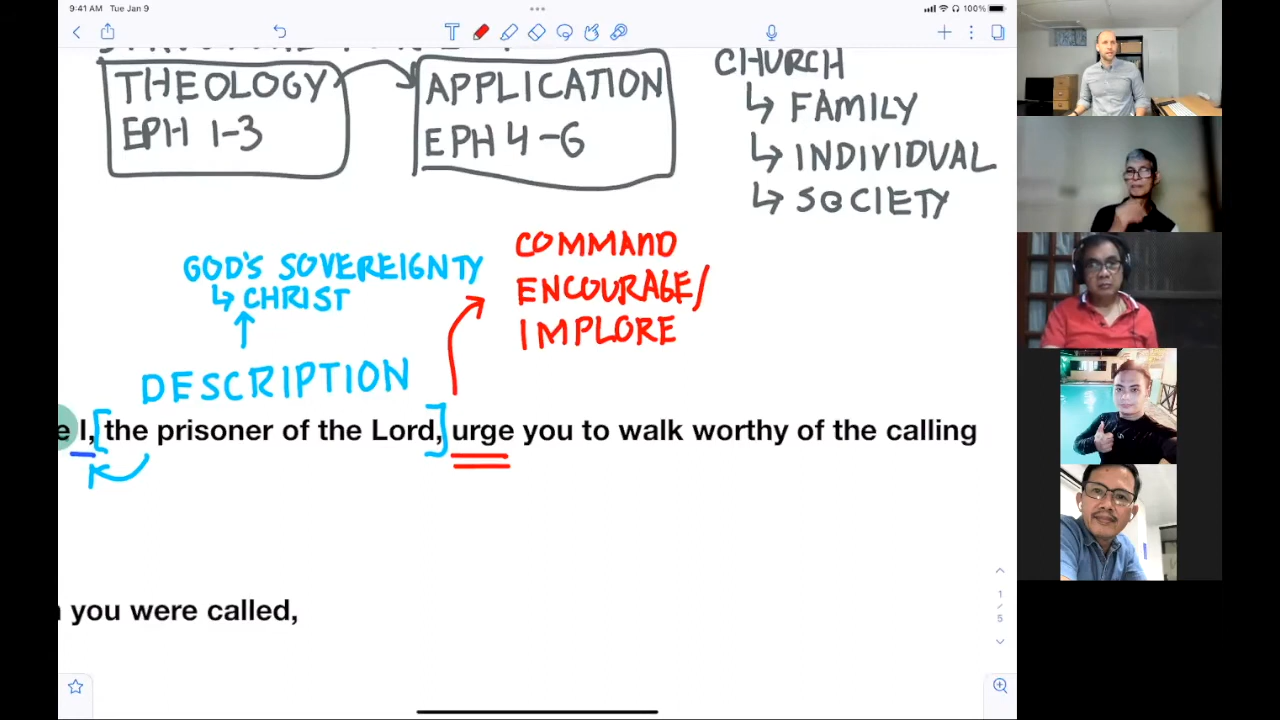 9:41 AM Tue Jan 9
100%
THEOLOGY
EPH 1-3
APPLICATION
EPH 4-6
CHURCH
↳ FAMILY
↳ INDIVIDUAL
↳ SOCIETY
GOD'S SOVEREIGNTY
↳ CHRIST
COMMAND
ENCOURAGE/
IMPLORE
DESCRIPTION
e I, [the prisoner of the Lord,] urge you to walk worthy of the calling
you were called,
1
/
5